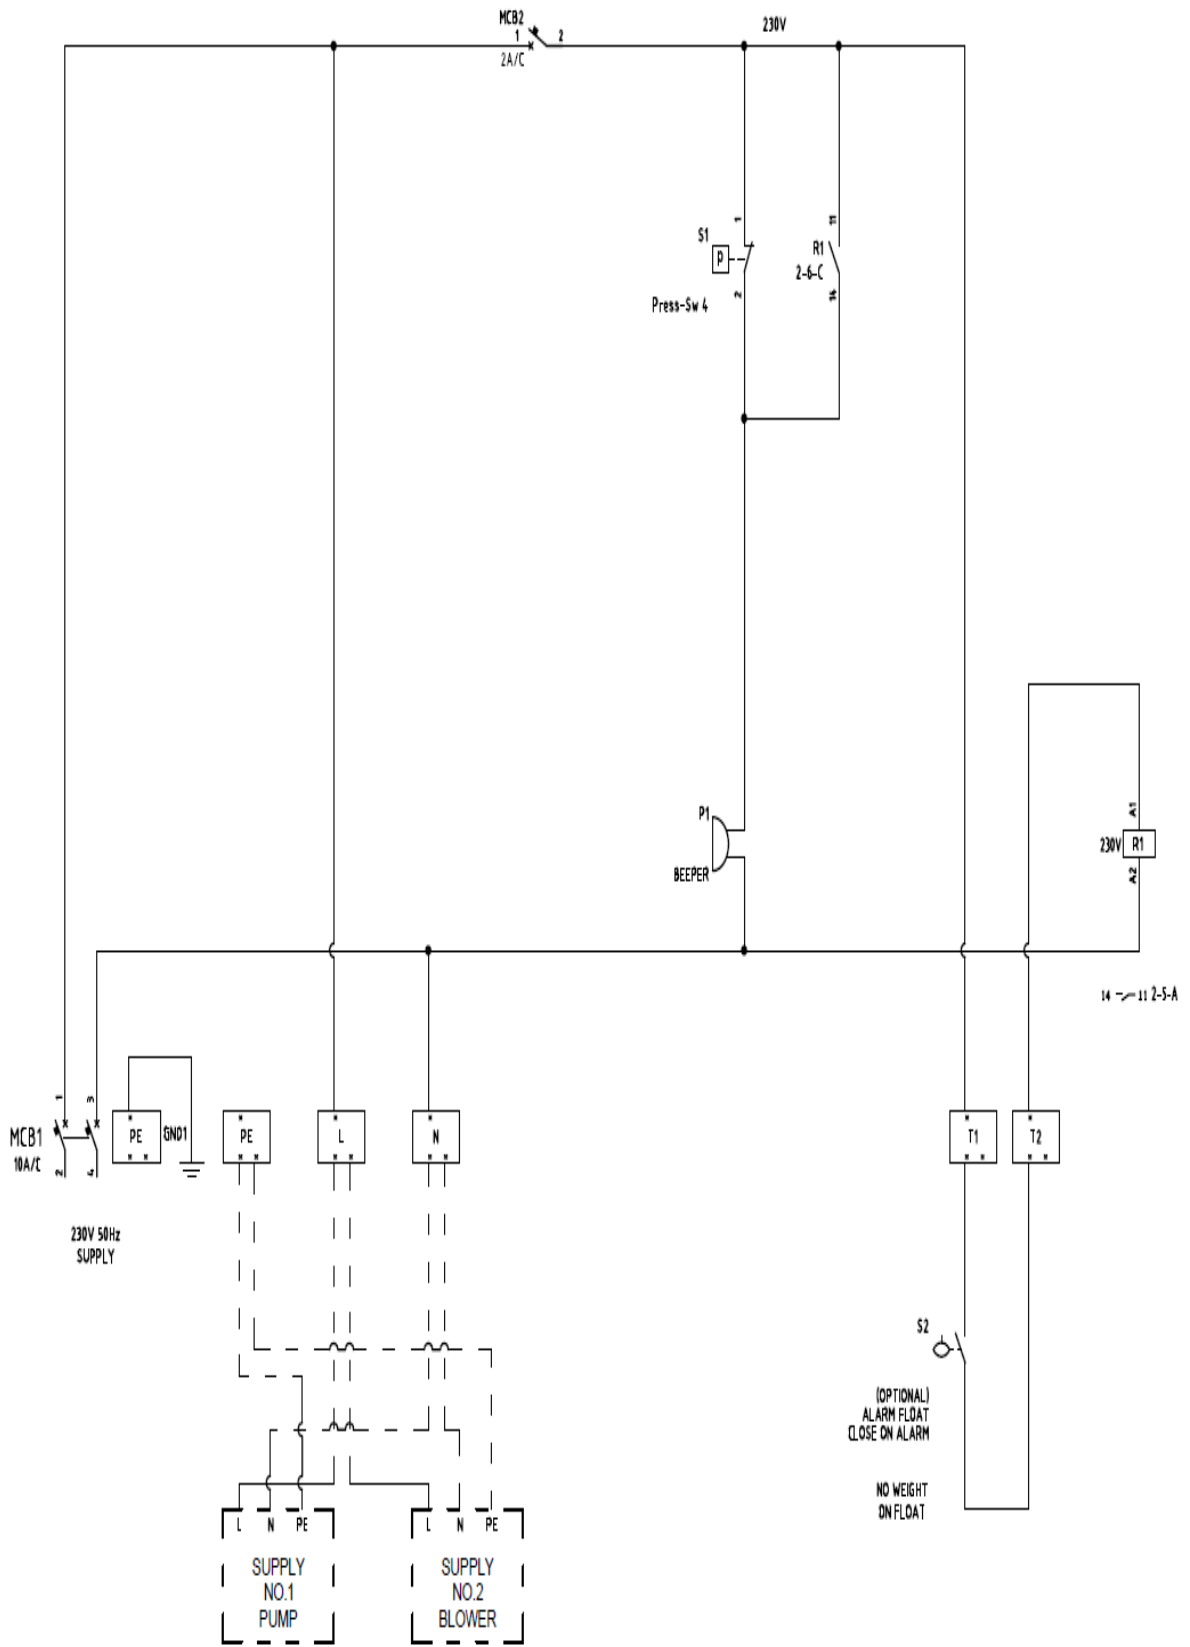 MCB2
1
2
2A/C
230V
1
S1
P
2
Press-Sw 4
11
R1
2-6-C
14
P1
BEEPER
A1
230V
R1
A2
14
11 2-5-A
1
3
MCB1
10A/C
2
4
PE
GND1
PE
L
N
T1
T2
230V 50Hz
SUPPLY
S2
(OPTIONAL)
ALARM FLOAT
CLOSE ON ALARM
NO WEIGHT
ON FLOAT
L N PE
SUPPLY
NO.1
PUMP
L N PE
SUPPLY
NO.2
BLOWER